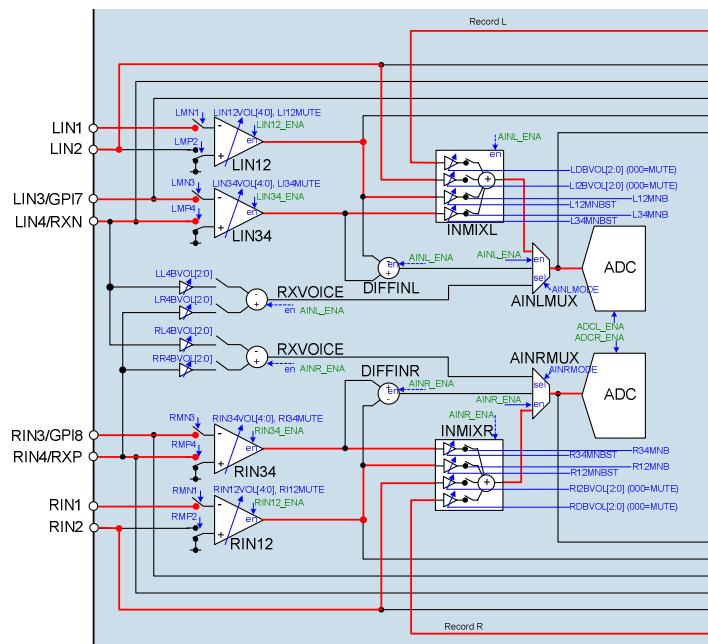 Record L
LMN1
LIN12VOL[4:0], LI12MUTE
LIN12_ENA
LIN1
-
en
AINL_ENA
en
LMP2
LIN2
+
LIN12
LDBVOL[2:0] (000=MUTE)
LMN3
LIN34VOL[4:0], LI34MUTE
LI2BVOL[2:0] (000=MUTE)
LIN34_ENA
+
L12MNB
LIN3/GPI7
-
en
L12MNBST
LMP4
L34MNB
LIN4/RXN
+
L34MNBST
LIN34
INMIXL
AINL_ENA
AINL_ENA
en
en
ADC
LL4BVOL[2:0]
+
-
DIFFINL
sel
RXVOICE
AINLMUX
AINLMODE
LR4BVOL[2:0]
-
+
en
AINL_ENA
ADCL_ENA
RL4BVOL[2:0]
ADCR_ENA
RXVOICE
AINRMUX
RR4BVOL[2:0]
-
+
en
AINR_ENA
DIFFINR
AINRMODE
sel
AINR_ENA
ADC
+
-
en
AINR_ENA
en
RMN3
RIN34VOL[4:0], RI34MUTE
AINR_ENA
RIN34_ENA
en
RIN3/GPI8
-
en
INMIXR
RMP4
R34MNB
RIN4/RXP
+
R34MNBST
RIN34
R12MNB
R12MNBST
RMN1
RIN12VOL[4:0], RI12MUTE
+
RI2BVOL[2:0] (000=MUTE)
RIN12_ENA
RIN1
-
en
RDBVOL[2:0] (000=MUTE)
RMP2
RIN2
+
RIN12
Record R